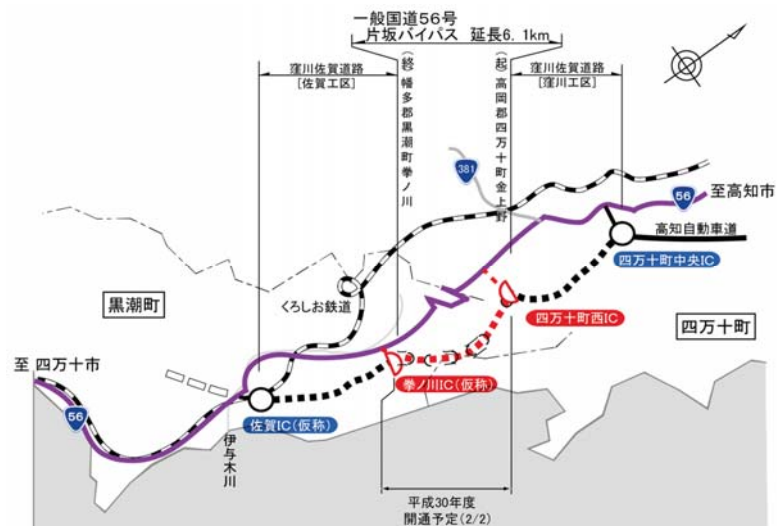 一般国道56号
片坂バイパス 延長6.1km
窪川佐賀道路
[佐賀工区]
(終)幡多郡黒潮町拳ノ川
(起)高岡郡四万十町金上野
窪川佐賀道路
[窪川工区]
381
56
至高知市
高知自動車道
四万十町中央IC
くろしお鉄道
黒潮町
四万十町西IC
四万十町
至 四万十市
拳ノ川IC(仮称)
56
佐賀IC(仮称)
伊与木川
平成30年度
開通予定(2/2)